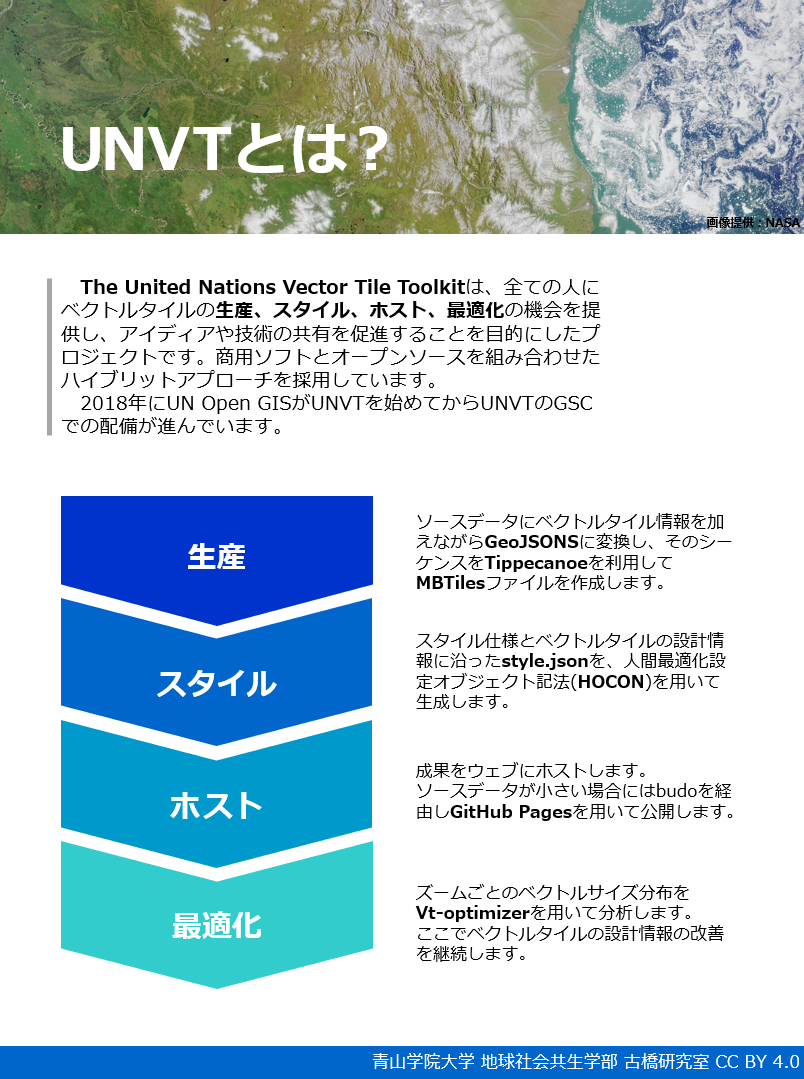 UNVTとは？
画像提供：NASA
The United Nations Vector Tile Toolkitは、全ての人に
ベクトルタイルの生産、スタイル、ホスト、最適化の機会を提
供し、アイディアや技術の共有を促進することを目的にしたプ
ロジェクトです。商用ソフトとオープンソースを組み合わせた
ハイブリットアプローチを採用しています。
2018年にUN Open GISがUNVTを始めてからUNVTのGSC
での配備が進んでいます。
生産
ソースデータにベクトルタイル情報を加
えながらGeoJSONSに変換し、そのシー
ケンスをTippecanoeを利用して
MBTilesファイルを作成します。
スタイル
スタイル仕様とベクトルタイルの設計情
報に沿ったstyle.jsonを、人間最適化設
定オブジェクト記法(HOCON)を用いて
生成します。
ホスト
成果をウェブにホストします。
ソースデータが小さい場合にはbudoを経
由しGitHub Pagesを用いて公開します。
最適化
ズームごとのベクトルサイズ分布を
Vt-optimizerを用いて分析します。
ここでベクトルタイルの設計情報の改善
を継続します。
青山学院大学 地球社会共生学部 古橋研究室 CC BY 4.0